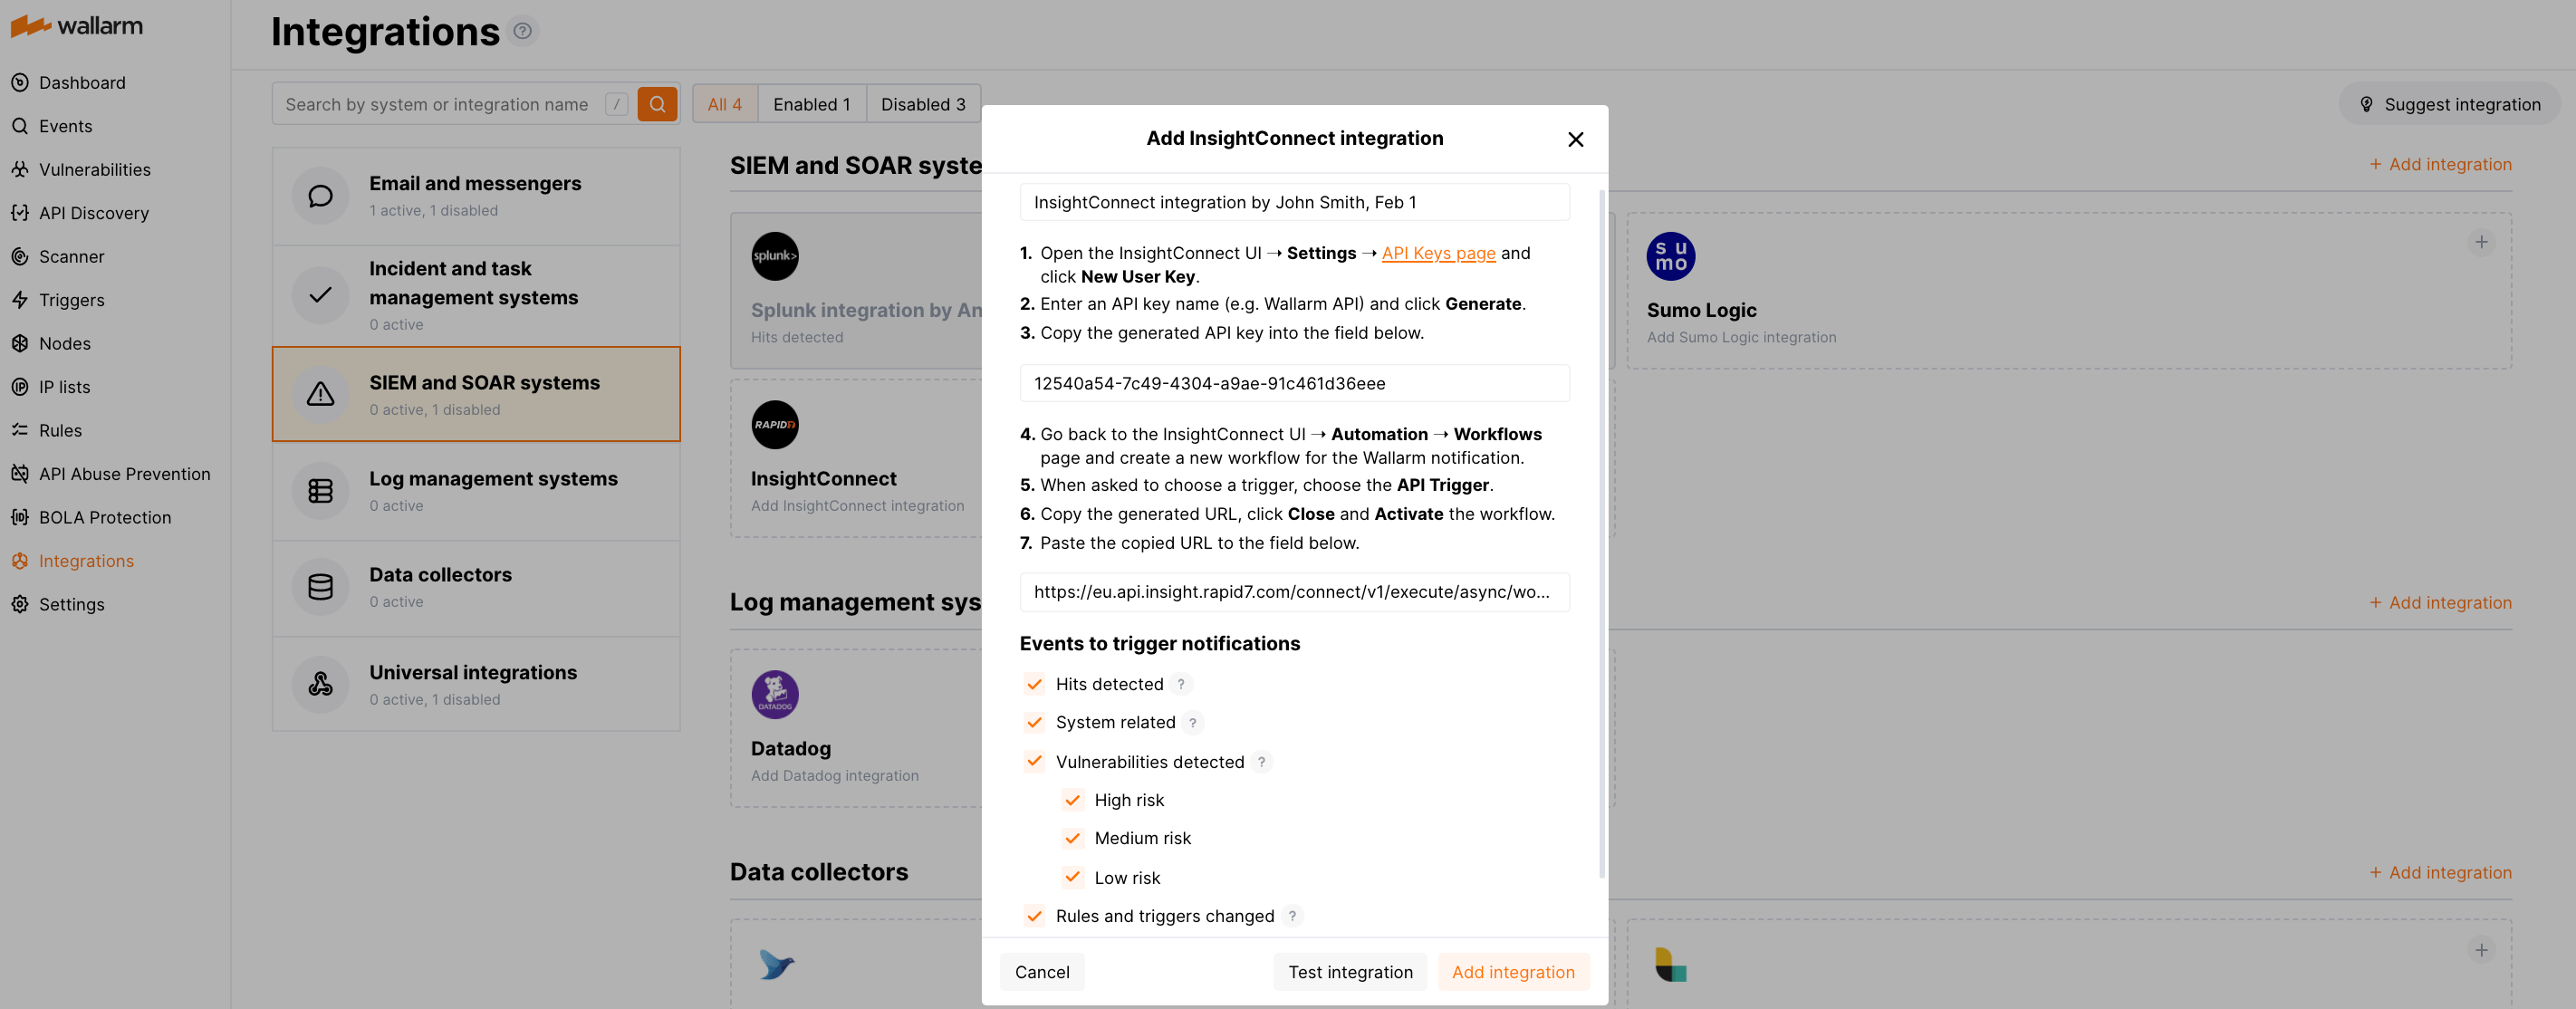 wallarm
Dashboard
Events
Vulnerabilities
API Discovery
Scanner
Triggers
Nodes
IP lists
Rules
API Abuse Prevention
BOLA Protection
Integrations
Settings
Integrations ?
Search by system or integration name /
All 4 Enabled 1 Disabled 3
Suggest integration
Email and messengers
1 active, 1 disabled
Incident and task
management systems
0 active
SIEM and SOAR systems
0 active, 1 disabled
Log management systems
0 active
Data collectors
0 active
Universal integrations
0 active, 1 disabled
SIEM and SOAR syste
+ Add integration
splunk>
Splunk integration by An
Hits detected
su
mo
Sumo Logic
Add Sumo Logic integration
RAPID7
InsightConnect
Add InsightConnect integration
Log management sys
+ Add integration
DATADOG
Datadog
Add Datadog integration
Data collectors
+ Add integration
Add InsightConnect integration
InsightConnect integration by John Smith, Feb 1
1. Open the InsightConnect UI → Settings → API Keys page and
click New User Key.
2. Enter an API key name (e.g. Wallarm API) and click Generate.
3. Copy the generated API key into the field below.
12540a54-7c49-4304-a9ae-91c461d36eee
4. Go back to the InsightConnect UI → Automation → Workflows
page and create a new workflow for the Wallarm notification.
5. When asked to choose a trigger, choose the API Trigger.
6. Copy the generated URL, click Close and Activate the workflow.
7. Paste the copied URL to the field below.
https://eu.api.insight.rapid7.com/connect/v1/execute/async/wo...
Events to trigger notifications
Hits detected ?
System related ?
Vulnerabilities detected ?
High risk
Medium risk
Low risk
Rules and triggers changed ?
Cancel
Test integration
Add integration